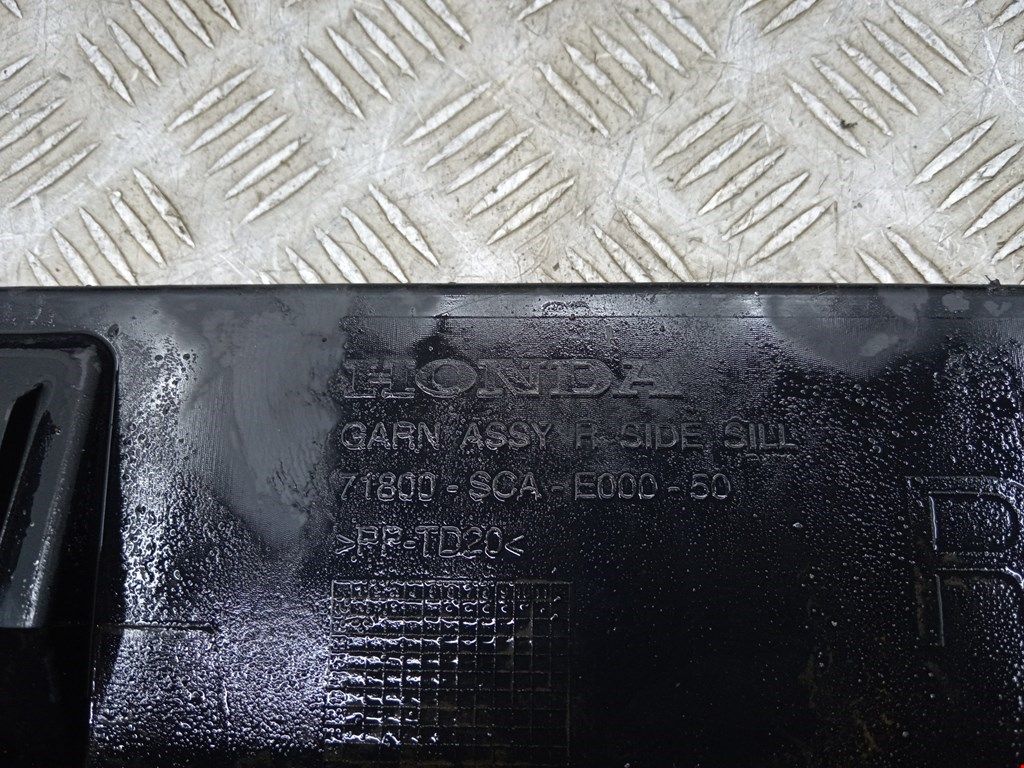 HONDA
GARN ASSY R SIDE SILL
71800-SCA-E000-50
>PP-TD20<
R